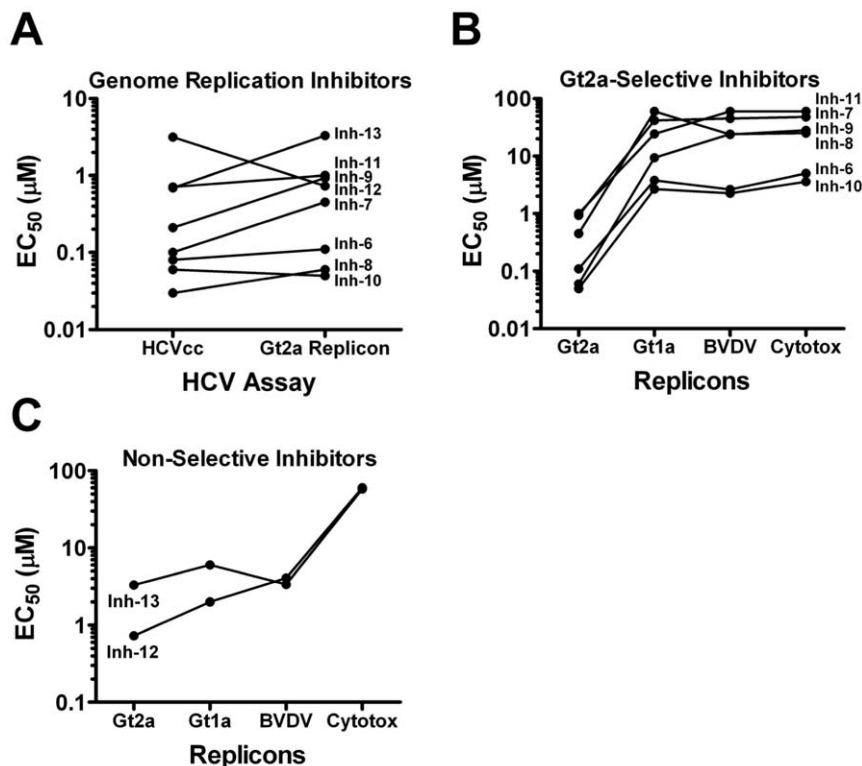 A
Genome Replication Inhibitors
EC50 (μM)
10
1
0.1
0.01
Inh-13
Inh-11
Inh-9
Inh-12
Inh-7
Inh-6
Inh-8
Inh-10
HCVcc
Gt2a Replicon
HCV Assay
B
Gt2a-Selective Inhibitors
EC50 (μM)
100
10
1
0.1
0.01
Inh-11
Inh-7
Inh-9
Inh-8
Inh-6
Inh-10
Gt2a
Gt1a
BVDV
Cytotox
Replicons
C
Non-Selective Inhibitors
EC50 (μM)
100
10
1
0.1
Inh-13
Inh-12
Gt2a
Gt1a
BVDV
Cytotox
Replicons